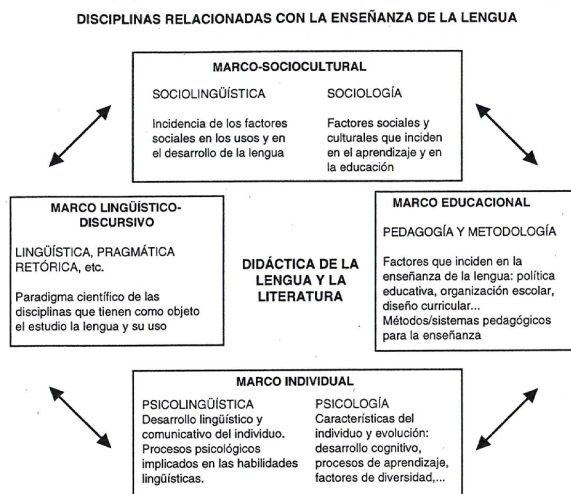 DISCIPLINAS RELACIONADAS CON LA ENSEÑANZA DE LA LENGUA
MARCO-SOCIOCULTURAL
SOCIOLINGÜÍSTICA
Incidencia de los factores
sociales en los usos y en
el desarrollo de la lengua
SOCIOLOGÍA
Factores sociales y
culturales que inciden
en el aprendizaje y en
la educación
MARCO LINGÜÍSTICO-
DISCURSIVO
LINGÜÍSTICA, PRAGMÁTICA
RETÓRICA, etc.
Paradigma científico de las
disciplinas que tienen como objeto
el estudio la lengua y su uso
DIDÁCTICA DE LA
LENGUA Y LA
LITERATURA
MARCO EDUCACIONAL
PEDAGOGÍA Y METODOLOGÍA
Factores que inciden en la
enseñanza de la lengua: política
educativa, organización escolar,
diseño curricular...
Métodos/sistemas pedagógicos
para la enseñanza
MARCO INDIVIDUAL
PSICOLINGÜÍSTICA
Desarrollo lingüístico y
comunicativo del individuo.
Procesos psicológicos
implicados en las habilidades
lingüísticas.
PSICOLOGÍA
Características del
individuo y evolución:
desarrollo cognitivo,
procesos de aprendizaje,
factores de diversidad,...